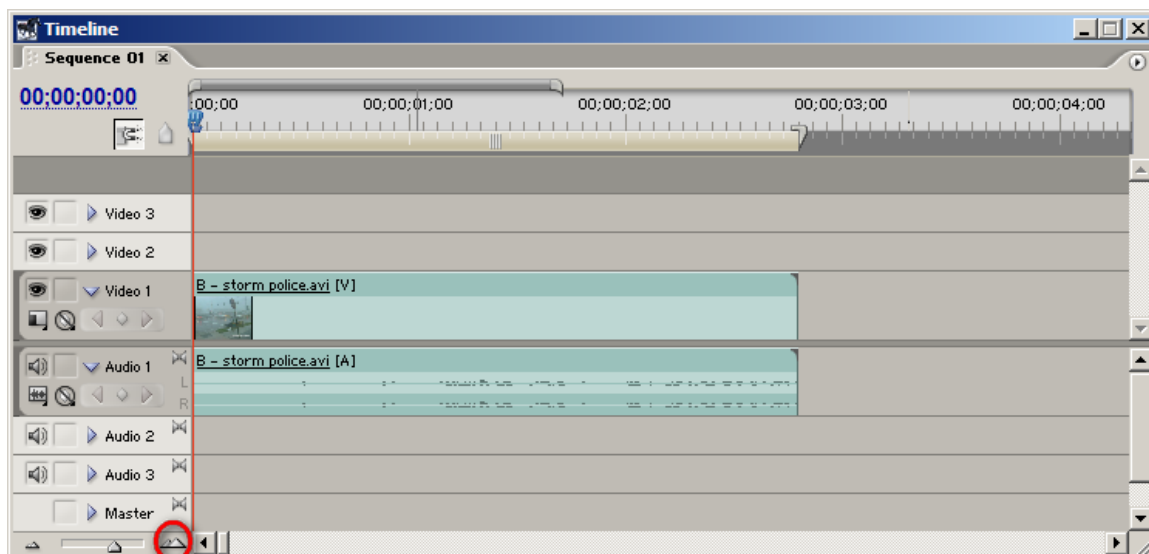 Timeline
Sequence 01
00;00;00;00
;00;00
00;00;01;00
00;00;02;00
00;00;03;00
00;00;04;00
Video 3
Video 2
Video 1
B - storm police.avi [V]
Audio 1
B - storm police.avi [A]
L
R
Audio 2
Audio 3
Master